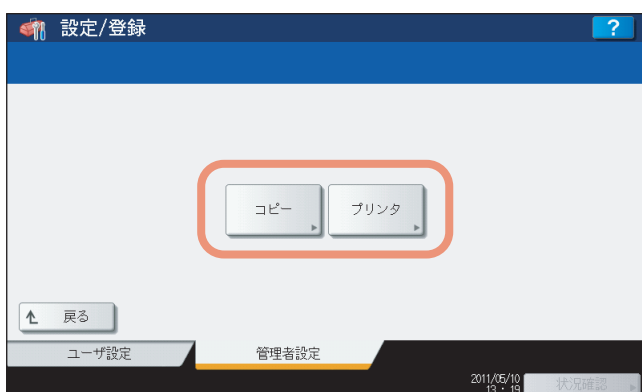 設定/登録
?
コピー
プリンタ
戻る
ユーザ設定
管理者設定
2011/05/10
13:19
状況確認